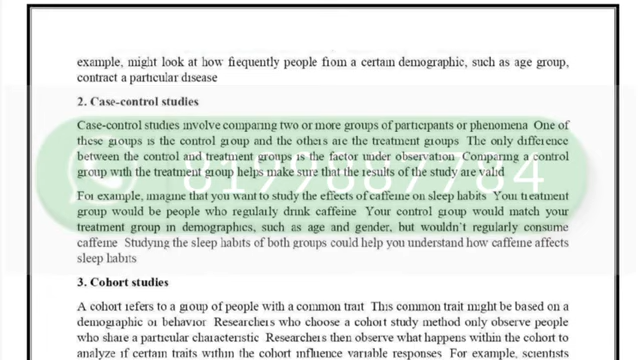 example, might look at how frequently people from a certain demographic, such as age group,
contract a particular disease
2. Case-control studies
Case-control studies involve comparing two or more groups of participants or phenomena One of
these groups is the control group and the others are the treatment groups The only difference
between the control and treatment groups is the factor under observation Comparing a control
group with the treatment group helps make sure that the results of the study are valid
8199887784
For example, imagine that you want to study the effects of caffeine on sleep habits Your treatment
group would be people who regularly drink caffeine Your control group would match your
treatment group in demographics, such as age and gender, but wouldn't regularly consume
caffeine Studying the sleep habits of both groups could help you understand how caffeine affects
sleep habits
3. Cohort studies
A cohort refers to a group of people with a common trait This common trait might be based on a
demographic or behavior Researchers who choose a cohort study method only observe people
who share a particular characteristic Researchers then observe what happens within the cohort to
analyze if certain traits within the cohort influence variable responses For example, scientists